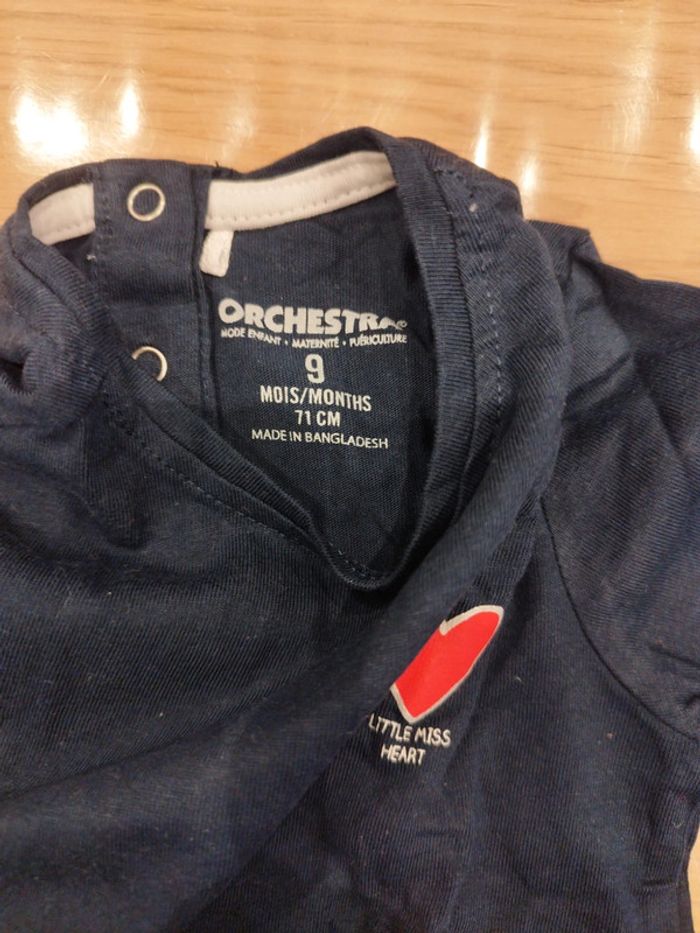 ORCHESTRA®
MODE ENFANT • MATERNITÉ • PUÉRICULTURE
9
MOIS/MONTHS
71 CM
MADE IN BANGLADESH
LITTLE MISS
HEART